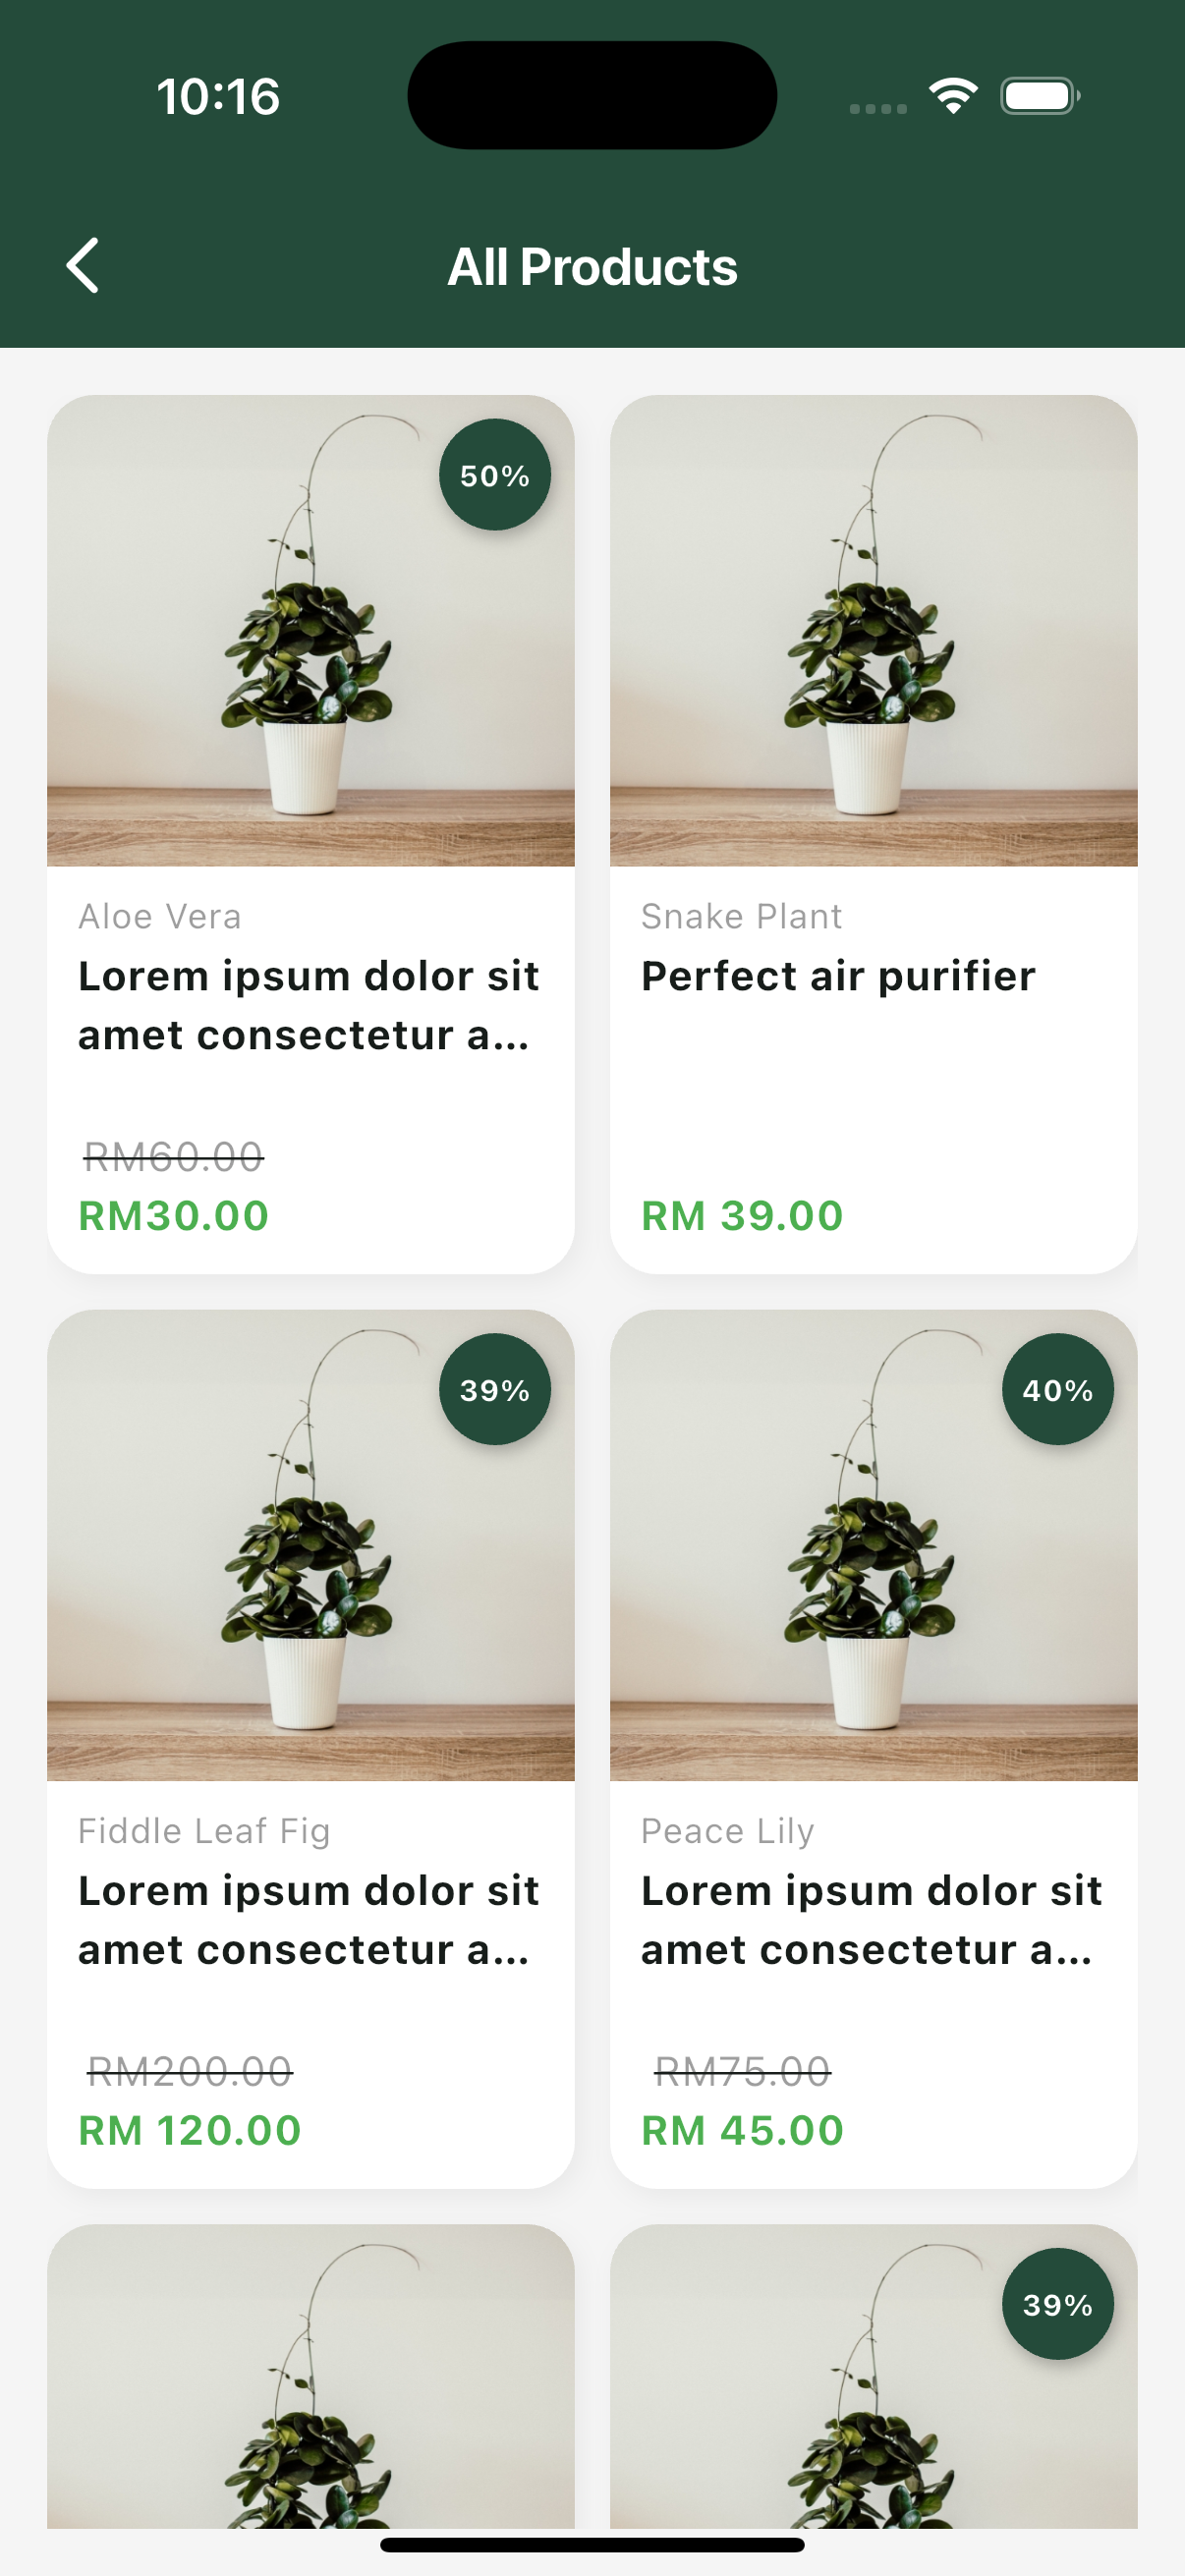 10:16
All Products
50%
Aloe Vera
Lorem ipsum dolor sit
amet consectetur a...
RM60.00
RM30.00
Snake Plant
Perfect air purifier
RM 39.00
39%
Fiddle Leaf Fig
Lorem ipsum dolor sit
amet consectetur a...
RM200.00
RM 120.00
40%
Peace Lily
Lorem ipsum dolor sit
amet consectetur a...
RM75.00
RM 45.00
39%